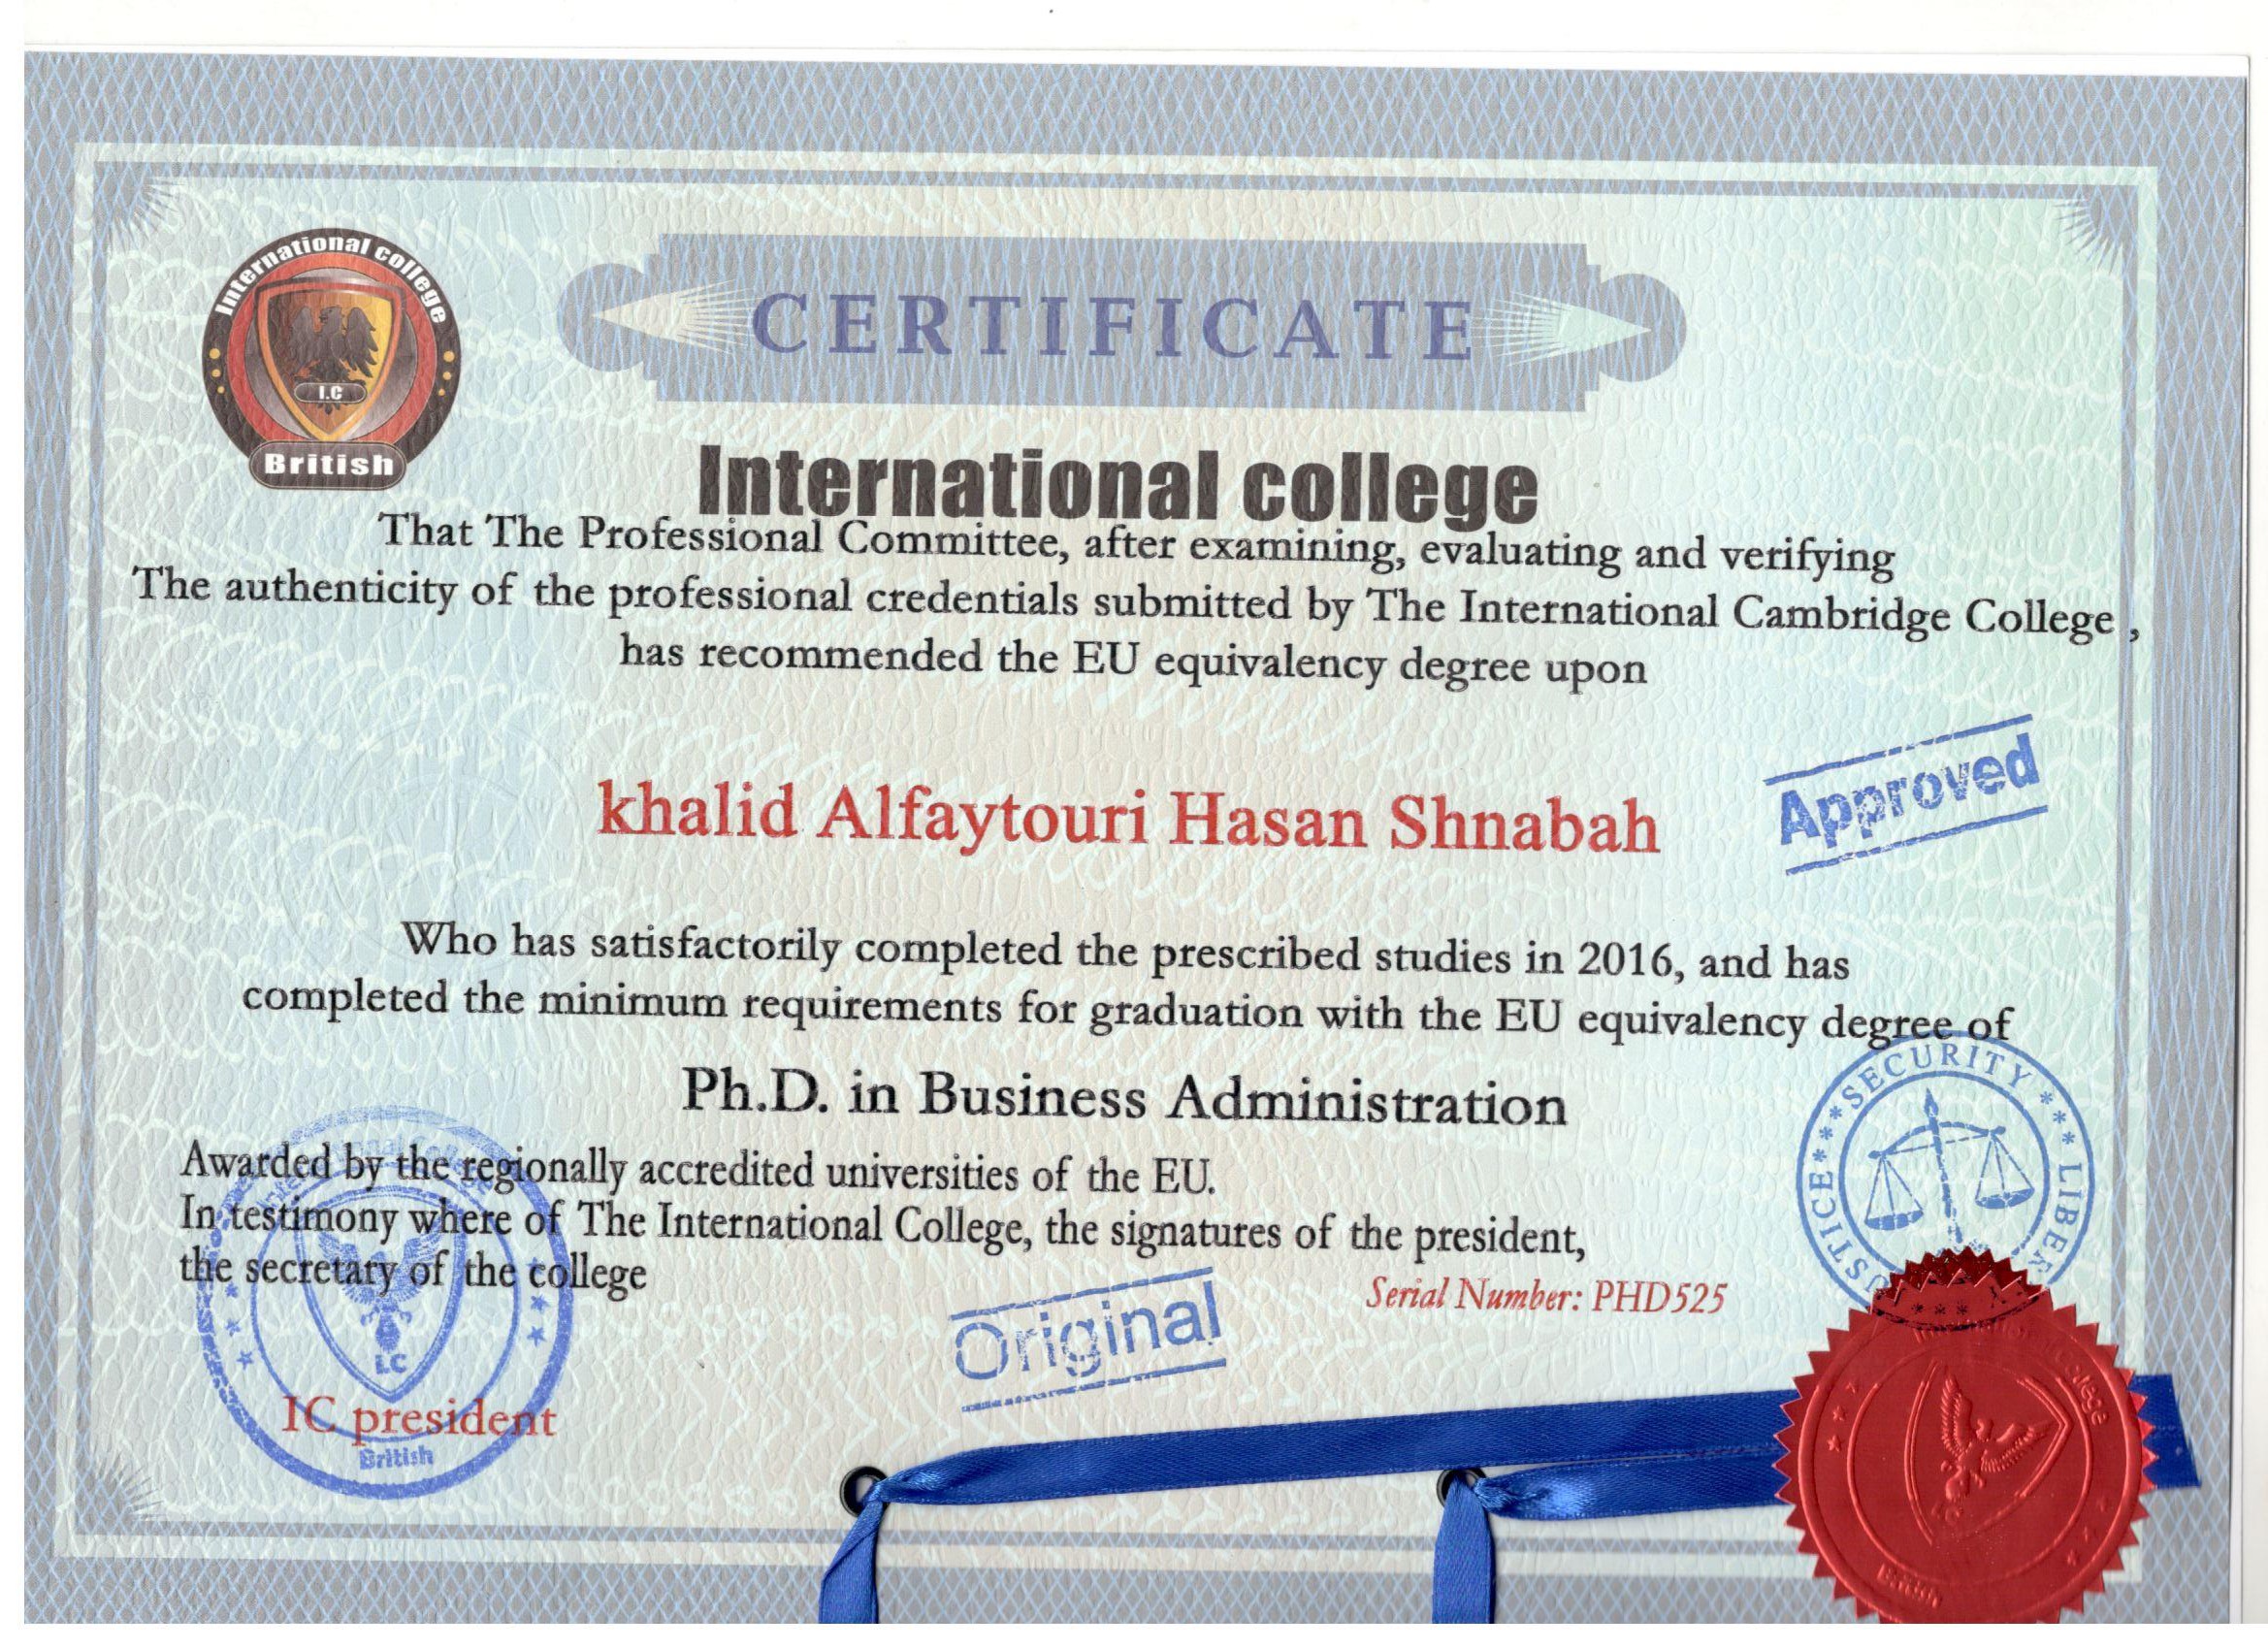 International college
I.C
British
CERTIFICATE
International college
That The Professional Committee, after examining, evaluating and verifying
The authenticity of the professional credentials submitted by The International Cambridge College ,
has recommended the EU equivalency degree upon
khalid Alfaytouri Hasan Shnabah
Approved
Who has satisfactorily completed the prescribed studies in 2016, and has
completed the minimum requirements for graduation with the EU equivalency degree of
Ph.D. in Business Administration
SECURITY
Awarded by the regionally accredited universities of the EU.
In testimony where of The International College, the signatures of the president,
the secretary of the college
Serial Number: PHD525
Original
I.C
IC president
British